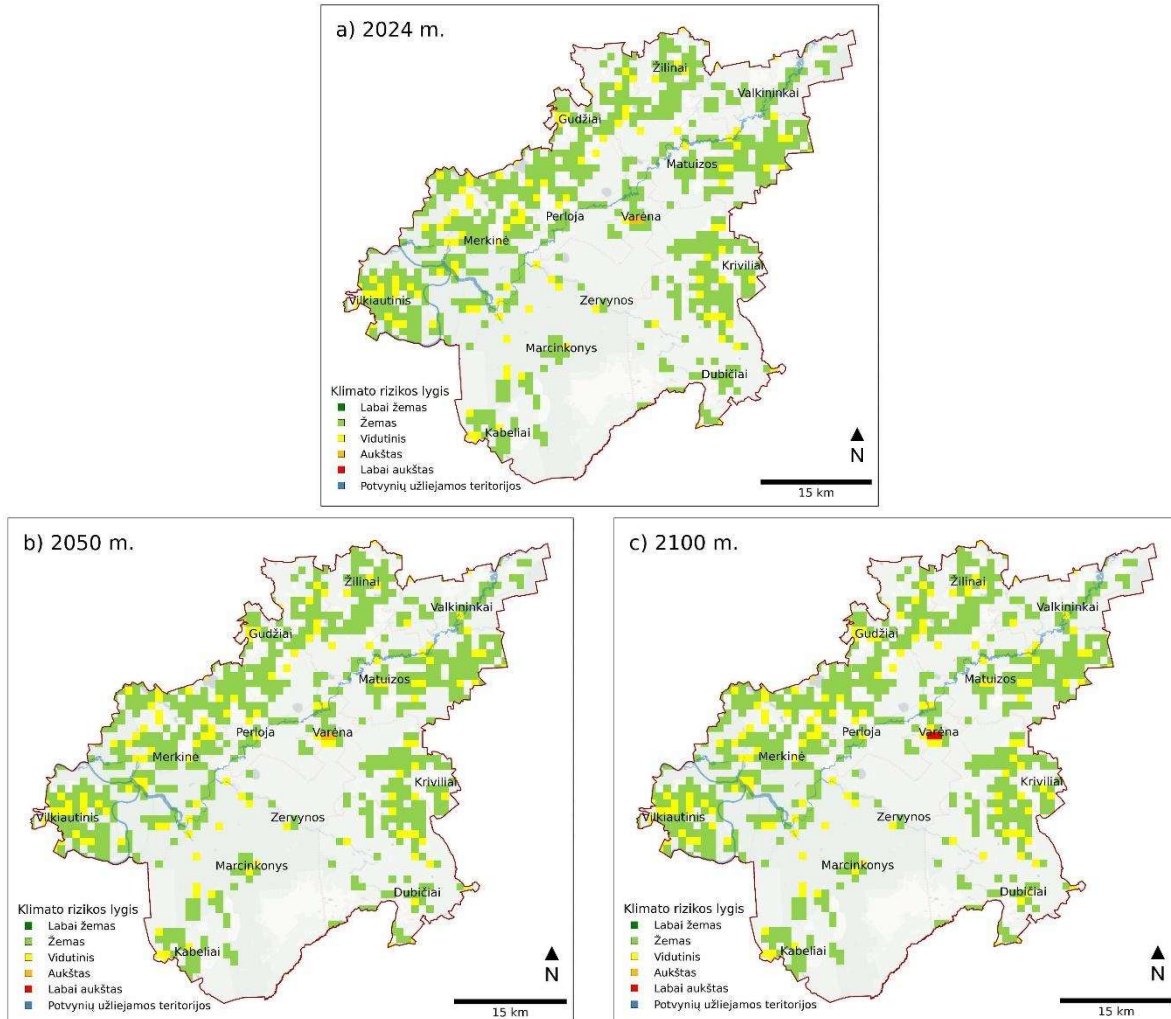 a) 2024 m.
Žilinai
Valkininkai
Gudžiai
Matuizos
Perloja
Varėna
Merkinė
Kriviliai
Vilkiautinis
Zervynos
Marcinkonys
Dubičiai
Kabeliai
Klimato rizikos lygis
Labai žemas
Žemas
Vidutinis
Aukštas
Labai aukštas
Potvynių užliejamos teritorijos
N
15 km
b) 2050 m.
Žilinai
Valkininkai
Gudžiai
Matuizos
Perloja
Varėna
Merkinė
Kriviliai
Vilkiautinis
Zervynos
Marcinkonys
Dubičiai
Kabeliai
Klimato rizikos lygis
Labai žemas
Žemas
Vidutinis
Aukštas
Labai aukštas
Potvynių užliejamos teritorijos
N
15 km
c) 2100 m.
Žilinai
Valkininkai
Gudžiai
Matuizos
Perloja
Varėna
Merkinė
Kriviliai
Vilkiautinis
Zervynos
Marcinkonys
Dubičiai
Kabeliai
Klimato rizikos lygis
Labai žemas
Žemas
Vidutinis
Aukštas
Labai aukštas
Potvynių užliejamos teritorijos
N
15 km